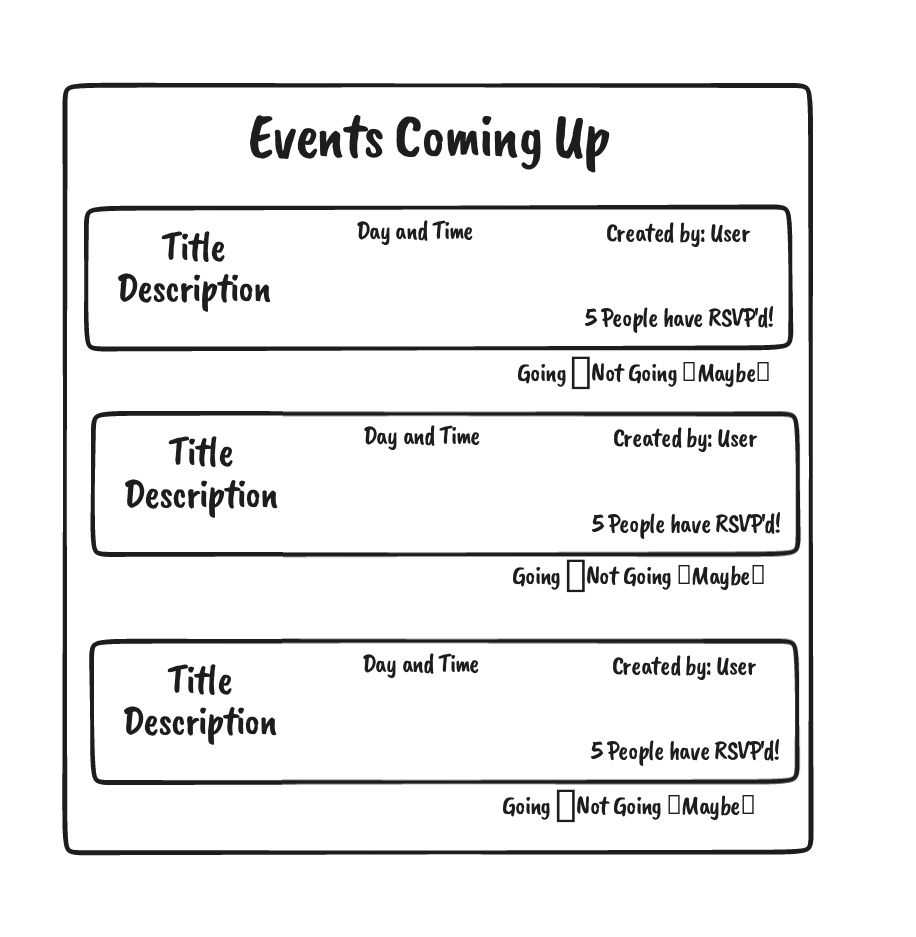 Events Coming Up
Title
Description
Day and Time
Created by: User
5 People have RSVP'd!
Going Not Going Maybe
Title
Description
Day and Time
Created by: User
5 People have RSVP'd!
Going Not Going Maybe
Title
Description
Day and Time
Created by: User
5 People have RSVP'd!
Going Not Going Maybe